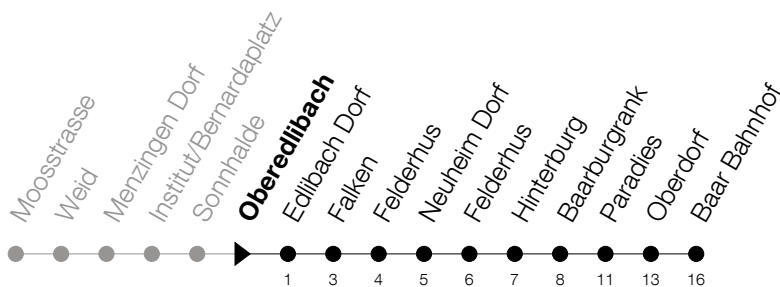 Moosstrasse
Weid
Menzingen Dorf
Institut/Bernardaplatz
Sonnhalde
Oberedlibach
Edlibach Dorf
Falken
Felderhus
Neuheim Dorf
Felderhus
Hinterburg
Baarburgrank
Paradies
Oberdorf
Baar Bahnhof
1 3 4 5 6 7 8 11 13 16